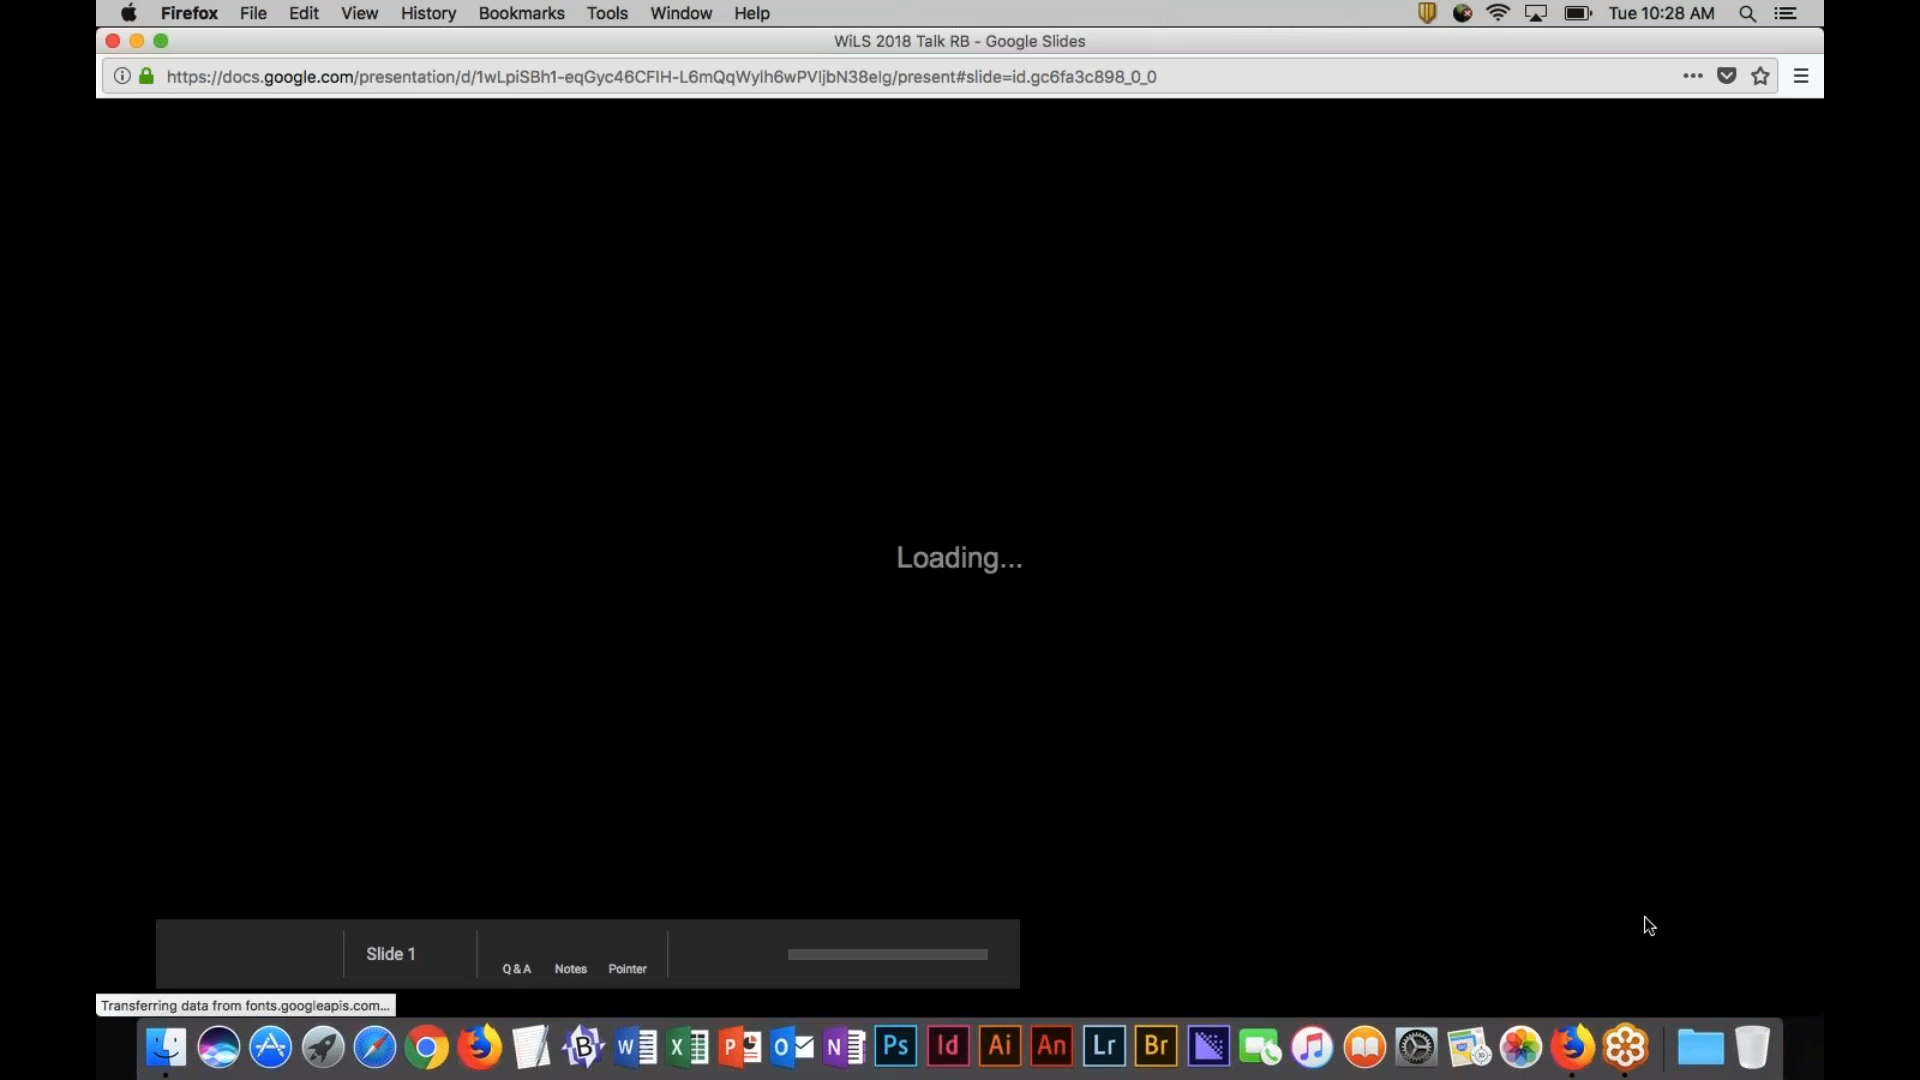 Firefox File Edit View History Bookmarks Tools Window Help Tue 10:28 AM
WiLS 2018 Talk RB - Google Slides
https://docs.google.com/presentation/d/1wLpiSBh1-eqGyc46CFlH-L6mQqWylh6wPVljbN38elg/present#slide=id.gc6fa3c898_0_0
Loading...
Slide 1
Q&A Notes Pointer
Transferring data from fonts.googleapis.com...
B W X P O N Ps Id Ai An Lr Br